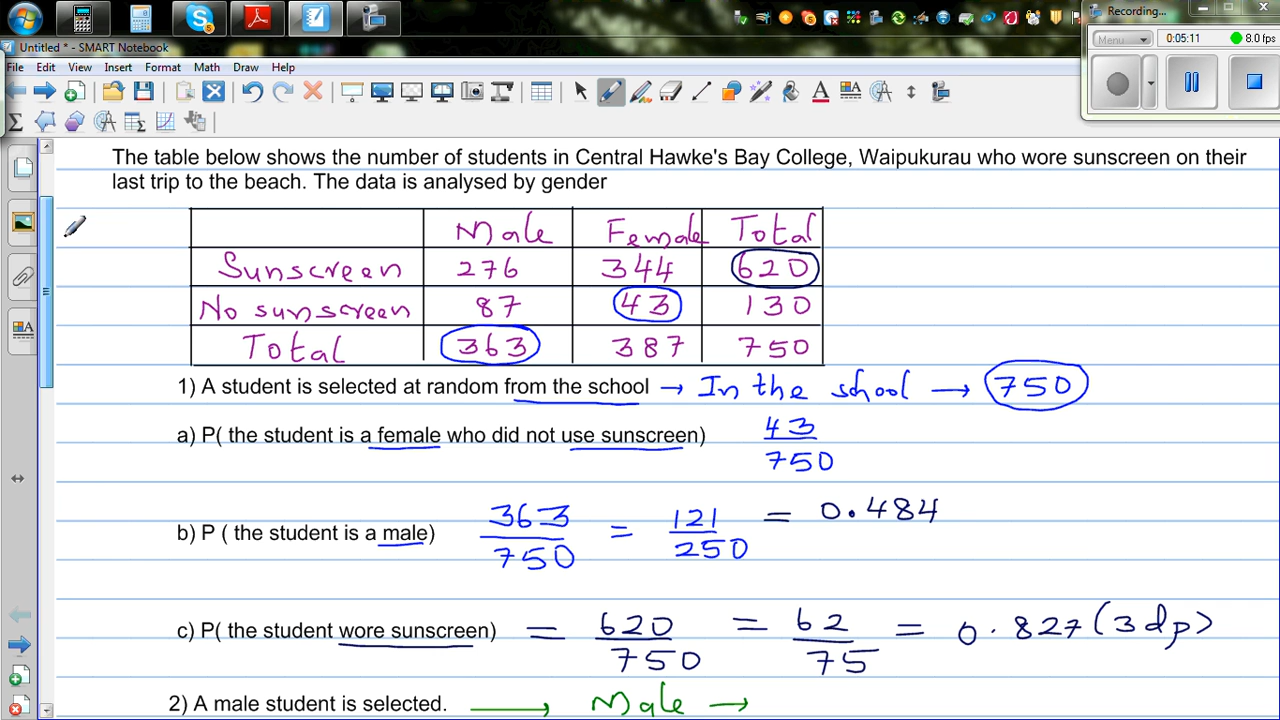 Recording...
Untitled * - SMART Notebook
Menu 0:05:11 8.0 fps
File Edit View Insert Format Math Draw Help
The table below shows the number of students in Central Hawke's Bay College, Waipukurau who wore sunscreen on their
last trip to the beach. The data is analysed by gender
Male Female Total
Sunscreen 276 344 620
No sunscreen 87 43 130
Total 363 387 750
1) A student is selected at random from the school → In the school → 750
a) P( the student is a female who did not use sunscreen) 43/750
b) P ( the student is a male) 363/750 = 121/250 = 0.484
c) P( the student wore sunscreen) = 620/750 = 62/75 = 0.827 (3dp)
2) A male student is selected. → Male →